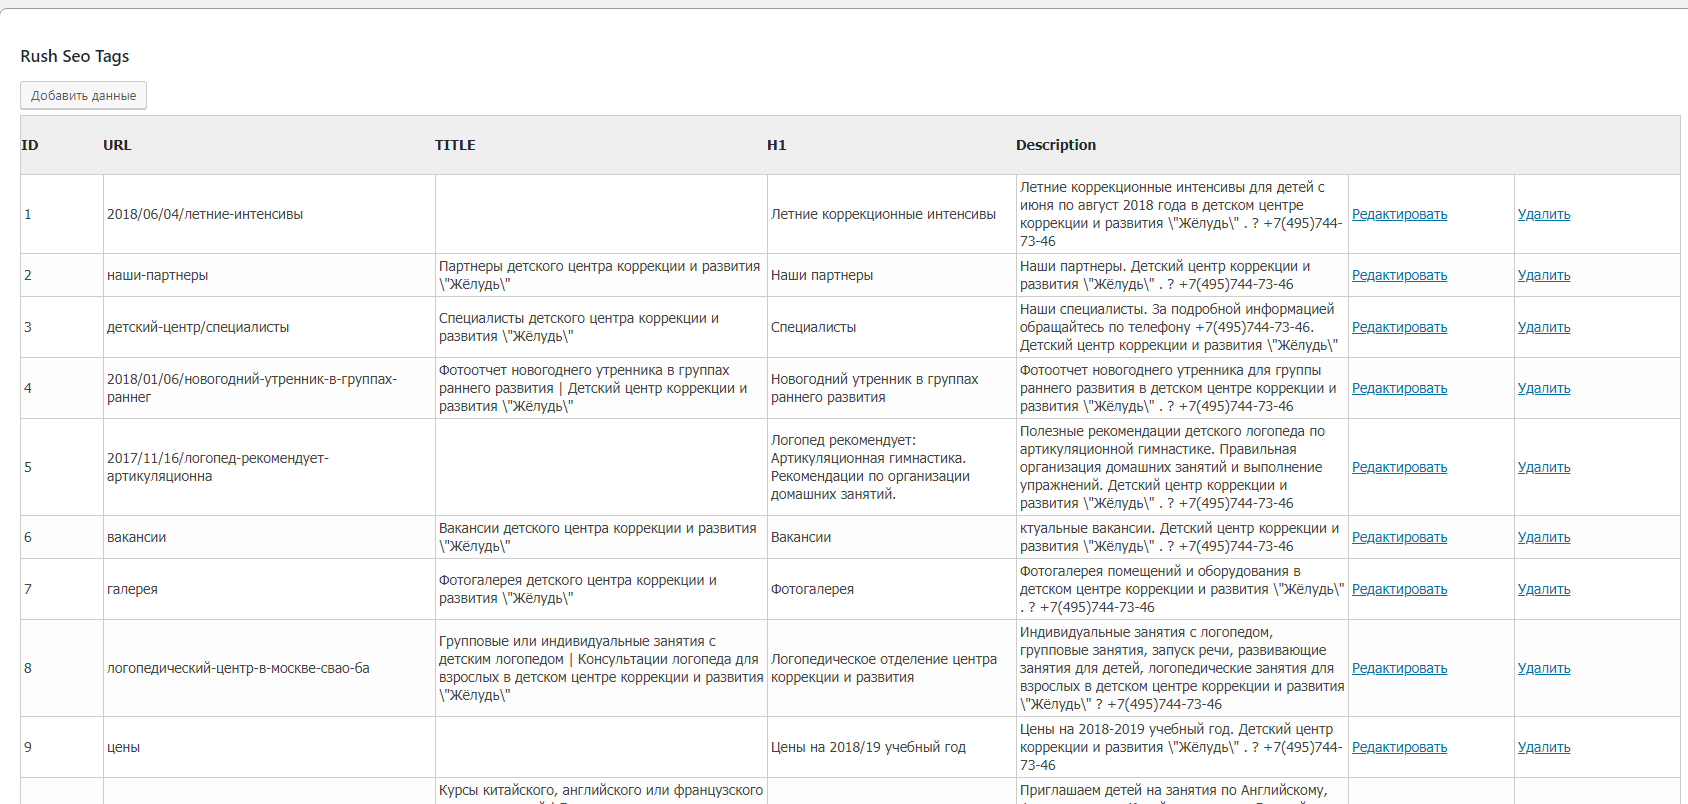 Rush Seo Tags
Добавить данные
ID URL TITLE H1 Description
1
2018/06/04/летние-интенсивы
Летние коррекционные интенсивы
Летние коррекционные интенсивы для детей с
июня по август 2018 года в детском центре
коррекции и развития \"Жёлудь\" . ? +7(495)744-
73-46
Редактировать
Удалить
2
наши-партнеры
Партнеры детского центра коррекции и развития
\"Жёлудь\"
Наши партнеры
Наши партнеры. Детский центр коррекции и
развития \"Жёлудь\" . ? +7(495)744-73-46
Редактировать
Удалить
3
детский-центр/специалисты
Специалисты детского центра коррекции и
развития \"Жёлудь\"
Специалисты
Наши специалисты. За подробной информацией
обращайтесь по телефону +7(495)744-73-46.
Детский центр коррекции и развития \"Жёлудь\"
Редактировать
Удалить
4
2018/01/06/новогодний-утренник-в-группах-
раннег
Фотоотчет новогоднего утренника в группах
раннего развития | Детский центр коррекции и
развития \"Жёлудь\"
Новогодний утренник в группах
раннего развития
Фотоотчет новогоднего утренника для группы
раннего развития в детском центре коррекции и
развития \"Жёлудь\" . ? +7(495)744-73-46
Редактировать
Удалить
5
2017/11/16/логопед-рекомендует-
артикуляционна
Логопед рекомендует:
Артикуляционная гимнастика.
Рекомендации по организации
домашних занятий.
Полезные рекомендации детского логопеда по
артикуляционной гимнастике. Правильная
организация домашних занятий и выполнение
упражнений. Детский центр коррекции и
развития \"Жёлудь\" . ? +7(495)744-73-46
Редактировать
Удалить
6
вакансии
Вакансии детского центра коррекции и развития
\"Жёлудь\"
Вакансии
ктуальные вакансии. Детский центр коррекции и
развития \"Жёлудь\" . ? +7(495)744-73-46
Редактировать
Удалить
7
галерея
Фотогалерея детского центра коррекции и
развития \"Жёлудь\"
Фотогалерея
Фотогалерея помещений и оборудования в
детском центре коррекции и развития \"Жёлудь\"
. ? +7(495)744-73-46
Редактировать
Удалить
8
логопедический-центр-в-москве-свао-ба
Групповые или индивидуальные занятия с
детским логопедом | Консультации логопеда для
взрослых в детском центре коррекции и развития
\"Жёлудь\"
Логопедическое отделение центра
коррекции и развития
Индивидуальные занятия с логопедом,
групповые занятия, запуск речи, развивающие
занятия для детей, логопедические занятия для
взрослых в детском центре коррекции и развития
\"Жёлудь\" ? +7(495)744-73-46
Редактировать
Удалить
9
цены
Цены на 2018/19 учебный год
Цены на 2018-2019 учебный год. Детский центр
коррекции и развития \"Жёлудь\" . ? +7(495)744-
73-46
Редактировать
Удалить
Курсы китайского, английского или французского
Приглашаем детей на занятия по Английскому,